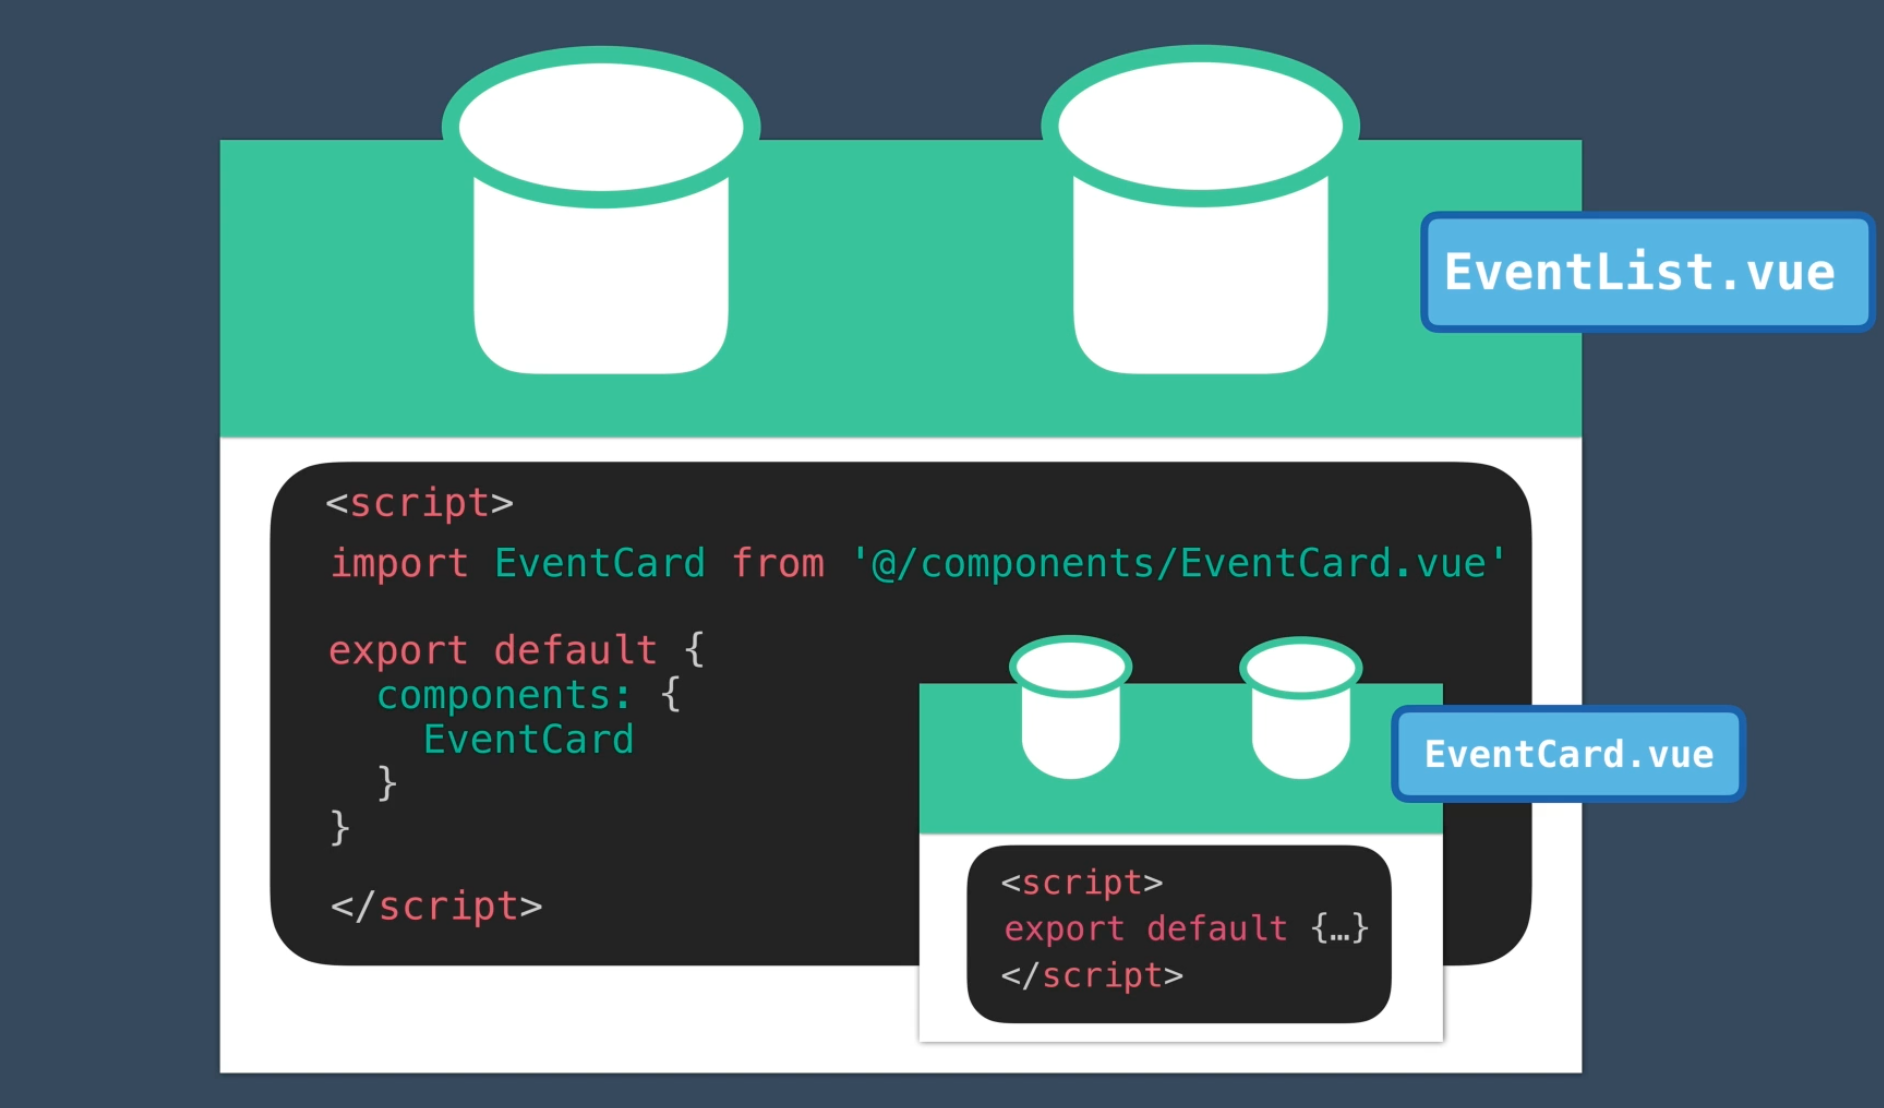 EventList.vue
<script>
import EventCard from '@/components/EventCard.vue'
export default {
components: {
EventCard
}
}
</script>
EventCard.vue
<script>
export default {…}
</script>